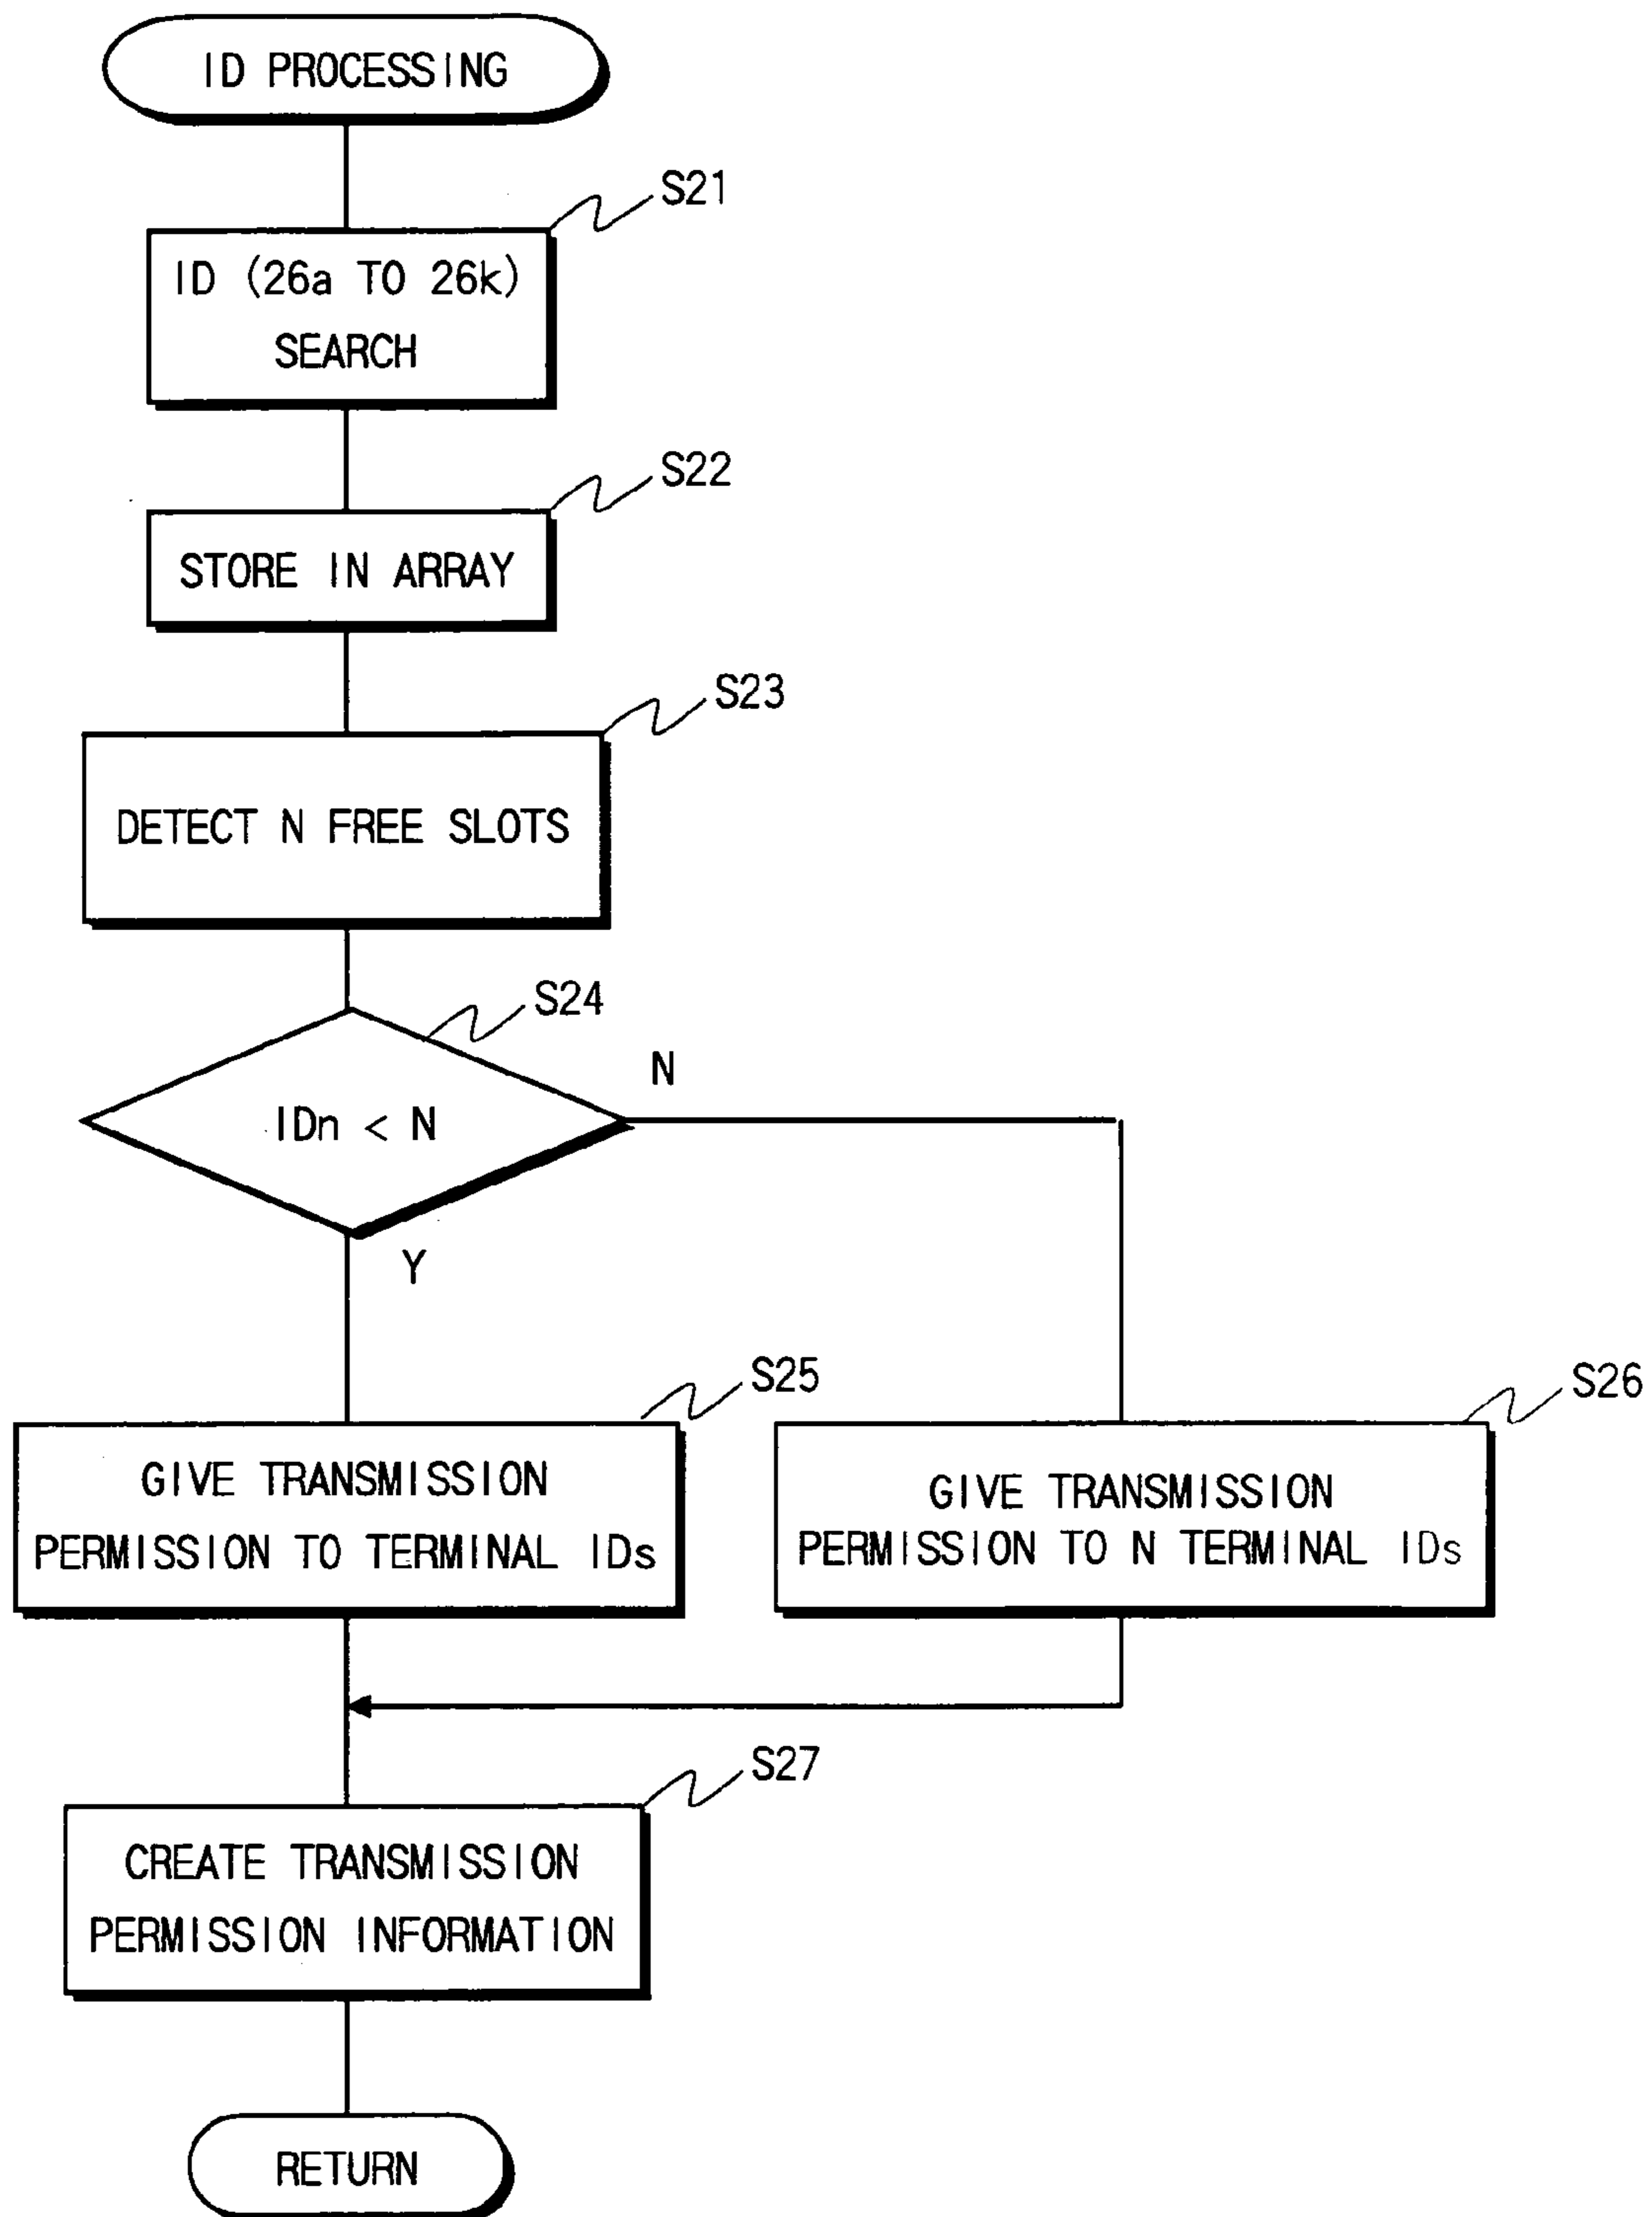 ID PROCESSING
S21
ID (26a TO 26k)
SEARCH
S22
STORE IN ARRAY
S23
DETECT N FREE SLOTS
S24
IDn < N
N
Y
S25
GIVE TRANSMISSION
PERMISSION TO TERMINAL IDs
S26
GIVE TRANSMISSION
PERMISSION TO N TERMINAL IDs
S27
CREATE TRANSMISSION
PERMISSION INFORMATION
RETURN